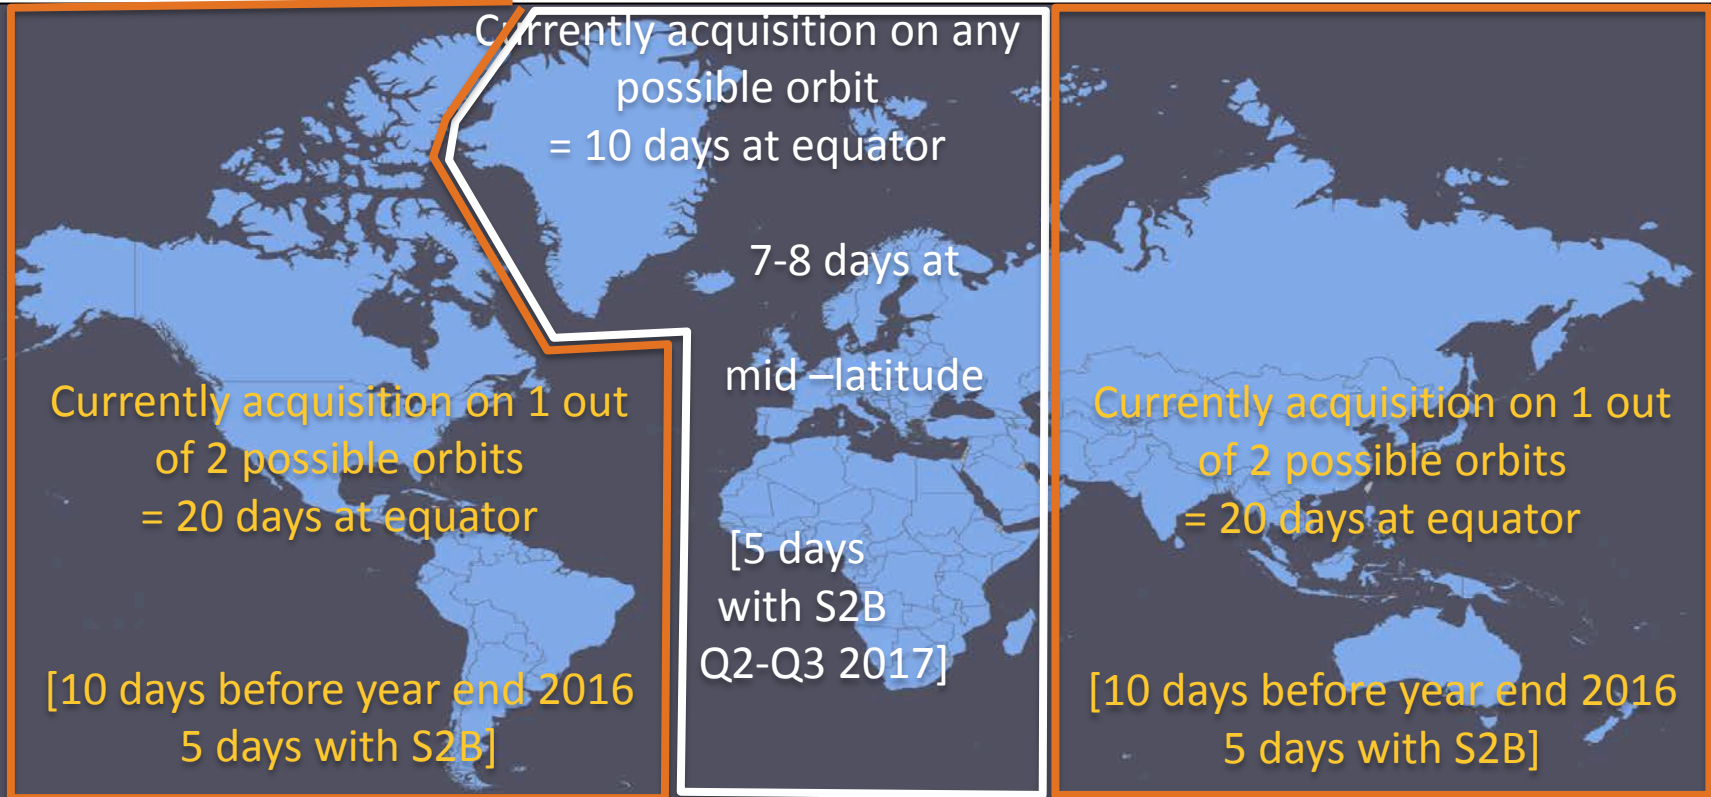 Currently acquisition on any
possible orbit
= 10 days at equator
7-8 days at
mid –latitude
[5 days
with S2B
Q2-Q3 2017]
Currently acquisition on 1 out
of 2 possible orbits
= 20 days at equator
[10 days before year end 2016
5 days with S2B]
Currently acquisition on 1 out
of 2 possible orbits
= 20 days at equator
[10 days before year end 2016
5 days with S2B]